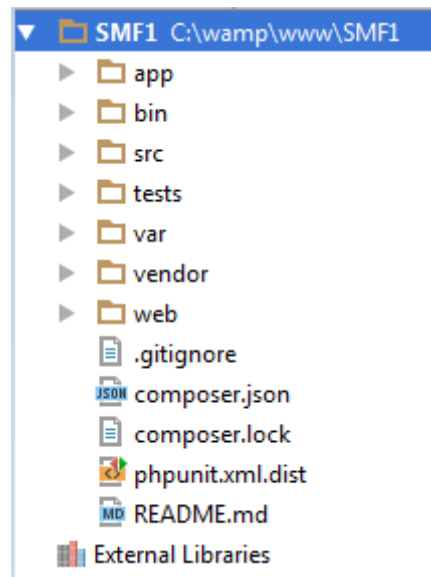 SMF1 C:\wamp\www\SMF1
app
bin
src
tests
var
vendor
web
.gitignore
JSON composer.json
composer.lock
phpunit.xml.dist
MD README.md
External Libraries